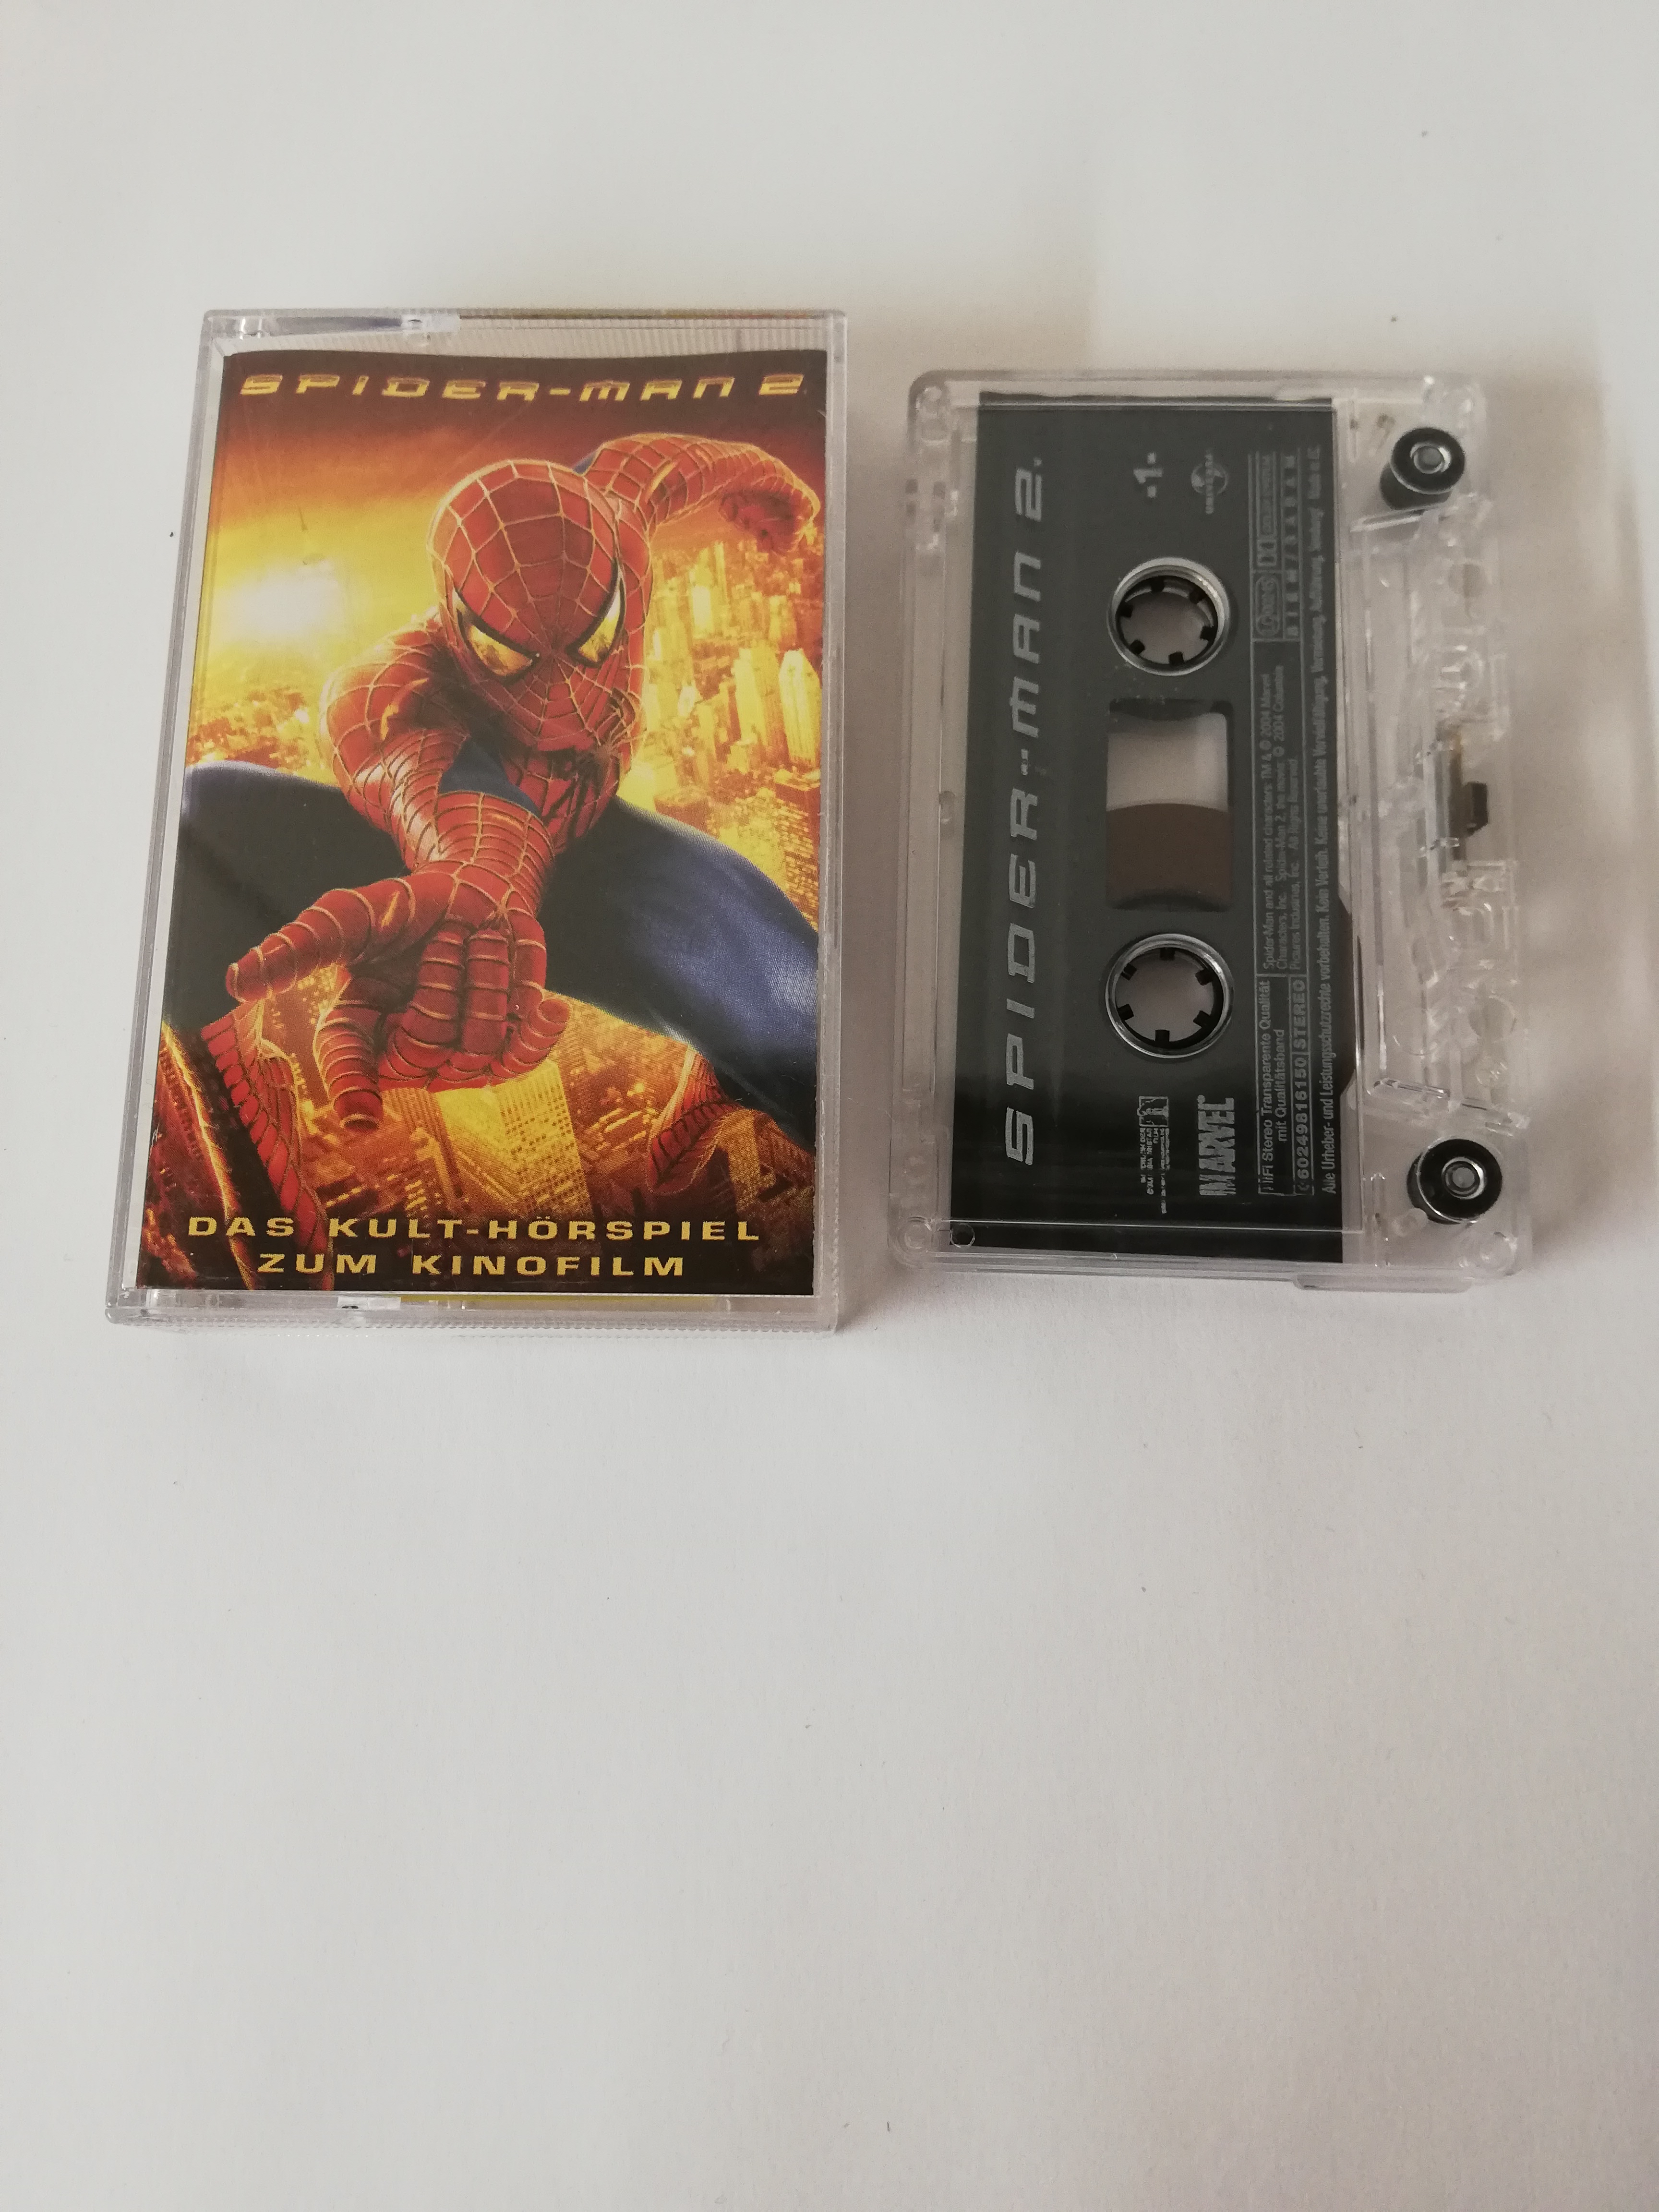 SPIDER-MAN 2
DAS KULT-HÖRSPIEL
ZUM KINOFILM
SPIDER-MAN 2
-1-
MARVEL
HiFi Stereo Transparente Qualität
mit Qualitätsband
602498161150 STEREO
Spider-Man and all related characters: TM & © 2004 Marvel
Characters, Inc. Spider-Man 2, the movie: © 2004 Columbia
Pictures Industries, Inc. All Rights Reserved.
BIEM/
Alle Urheber- und Leistungsschutzrechte vorbehalten. Kein Verleih. Keine unerlaubte Vervielfältigung, Vermietung, Aufführung, Sendung!